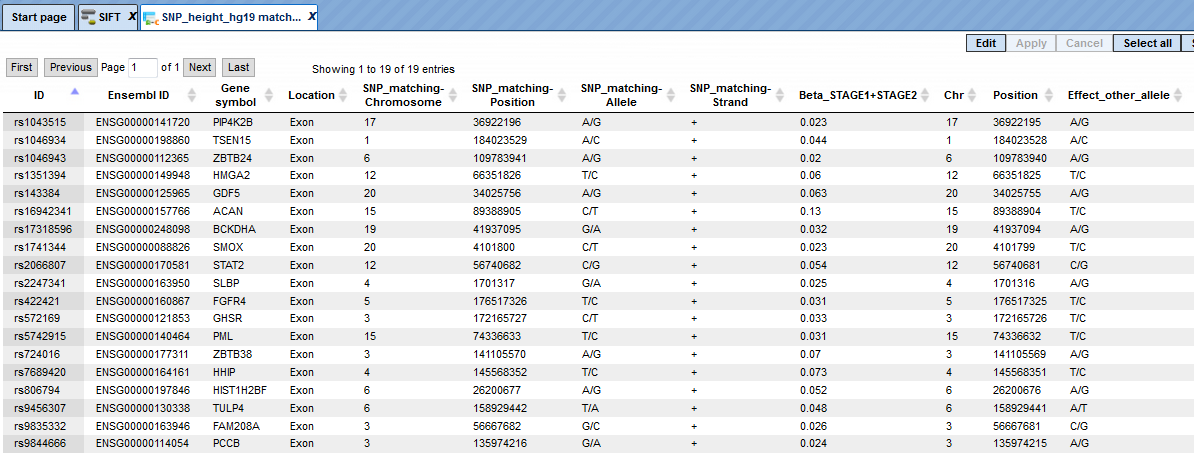 Start page SIFT X SNP_height_hg19 match... X
Edit Apply Cancel Select all
First Previous Page 1 of 1 Next Last Showing 1 to 19 of 19 entries
ID Ensembl ID Gene symbol Location SNP_matching-Chromosome SNP_matching-Position SNP_matching-Allele SNP_matching-Strand Beta_STAGE1+STAGE2 Chr Position Effect_other_allele
rs1043515 ENSG00000141720 PIP4K2B Exon 17 36922196 A/G + 0.023 17 36922195 A/G
rs1046934 ENSG00000198860 TSEN15 Exon 1 184023529 A/C + 0.044 1 184023528 A/C
rs1046943 ENSG00000112365 ZBTB24 Exon 6 109783941 A/G + 0.02 6 109783940 A/G
rs1351394 ENSG00000149948 HMGA2 Exon 12 66351826 T/C + 0.06 12 66351825 T/C
rs143384 ENSG00000125965 GDF5 Exon 20 34025756 A/G + 0.063 20 34025755 A/G
rs16942341 ENSG00000157766 ACAN Exon 15 89388905 C/T + 0.13 15 89388904 T/C
rs17318596 ENSG00000248098 BCKDHA Exon 19 41937095 G/A + 0.032 19 41937094 A/G
rs1741344 ENSG00000088826 SMOX Exon 20 4101800 C/T + 0.023 20 4101799 T/C
rs2066807 ENSG00000170581 STAT2 Exon 12 56740682 C/G + 0.054 12 56740681 C/G
rs2247341 ENSG00000163950 SLBP Exon 4 1701317 G/A + 0.025 4 1701316 A/G
rs422421 ENSG00000160867 FGFR4 Exon 5 176517326 T/C + 0.031 5 176517325 T/C
rs572169 ENSG00000121853 GHSR Exon 3 172165727 C/T + 0.033 3 172165726 T/C
rs5742915 ENSG00000140464 PML Exon 15 74336633 T/C + 0.031 15 74336632 T/C
rs724016 ENSG00000177311 ZBTB38 Exon 3 141105570 A/G + 0.07 3 141105569 A/G
rs7689420 ENSG00000164161 HHIP Exon 4 145568352 T/C + 0.073 4 145568351 T/C
rs806794 ENSG00000197846 HIST1H2BF Exon 6 26200677 A/G + 0.052 6 26200676 A/G
rs9456307 ENSG00000130338 TULP4 Exon 6 158929442 T/A + 0.048 6 158929441 A/T
rs9835332 ENSG00000163946 FAM208A Exon 3 56667682 G/C + 0.026 3 56667681 C/G
rs9844666 ENSG00000114054 PCCB Exon 3 135974216 G/A + 0.024 3 135974215 A/G